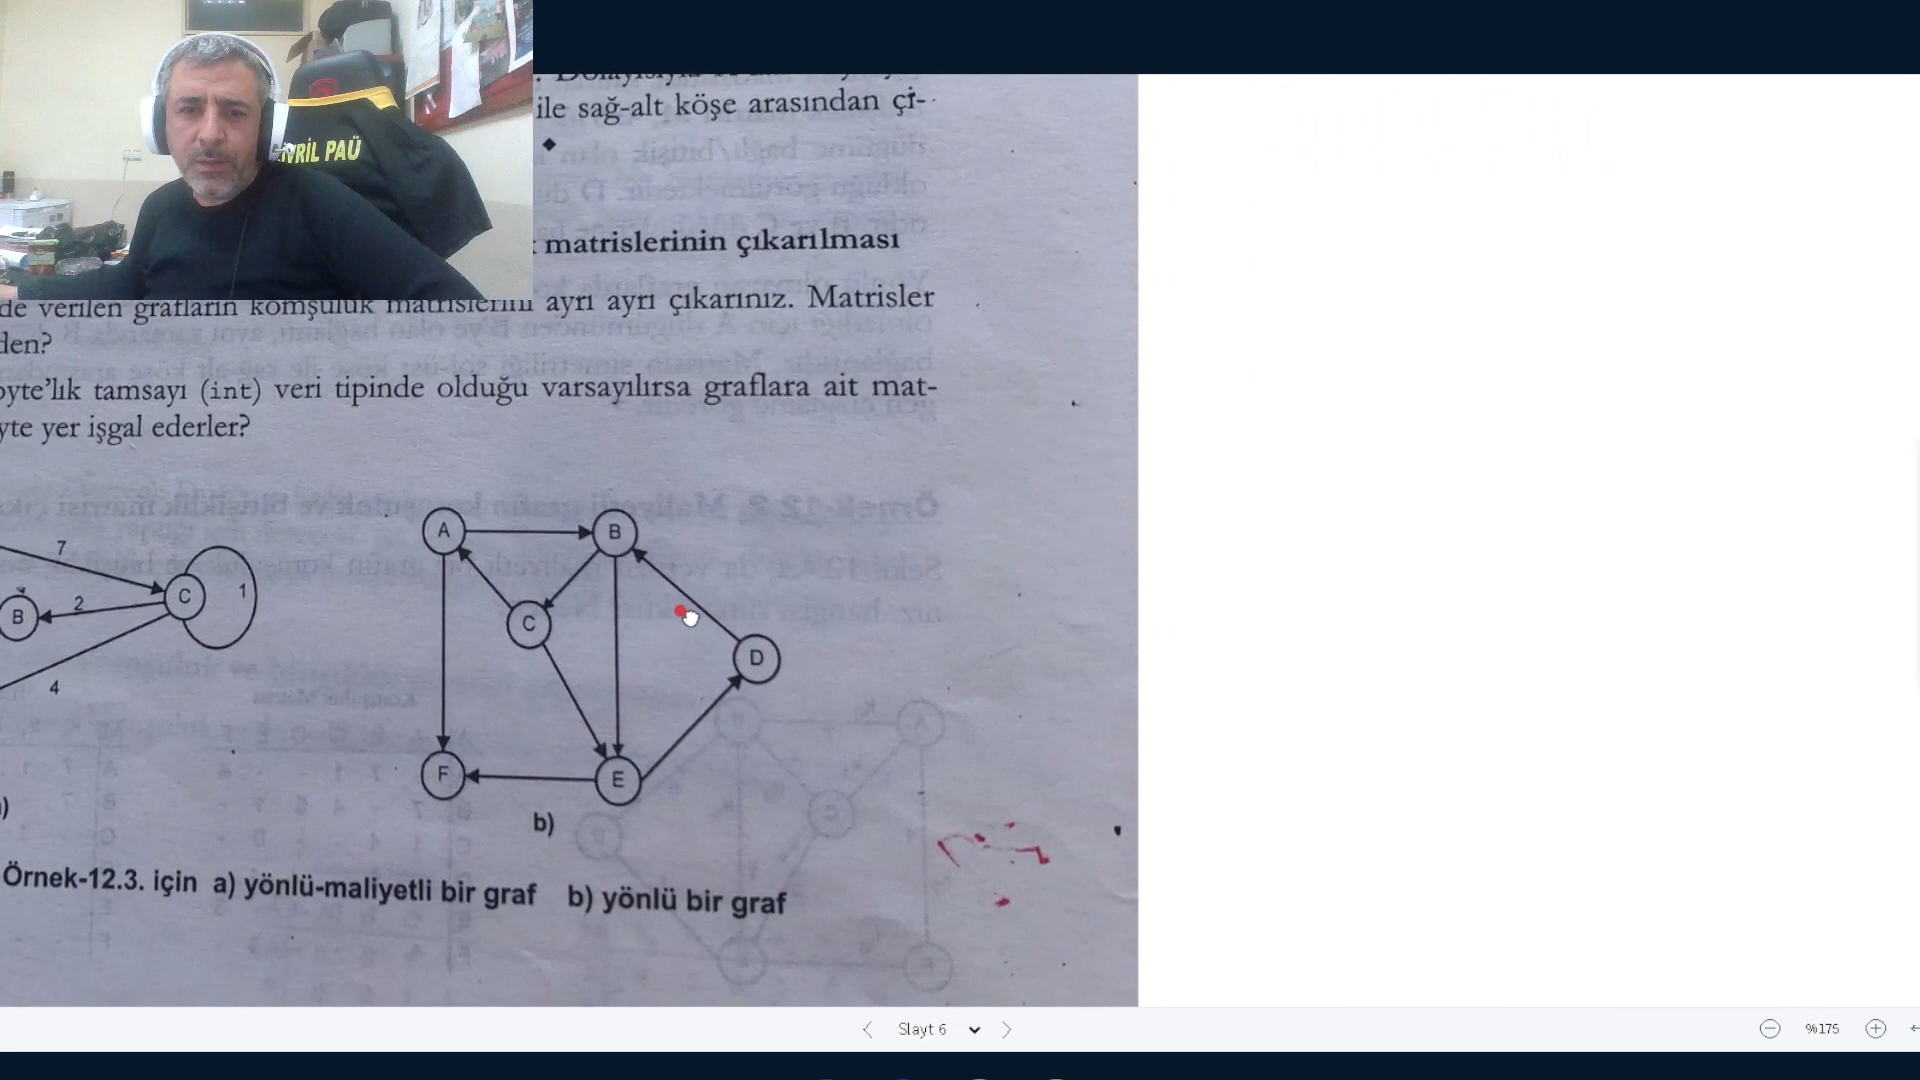 ile sağ-alt köşe arasından çi-
matrislerinin çıkarılması
de verilen grafların komşuluk matrislerini ayrı ayrı çıkarınız. Matrisler
den?
byte'lık tamsayı (int) veri tipinde olduğu varsayılırsa graflara ait mat-
yte yer işgal ederler?
A
B
7
C
1
B
2
C
D
4
F
E
b)
Örnek-12.3. için a) yönlü-maliyetli bir graf b) yönlü bir graf
PAÜ
Slayt 6
%175